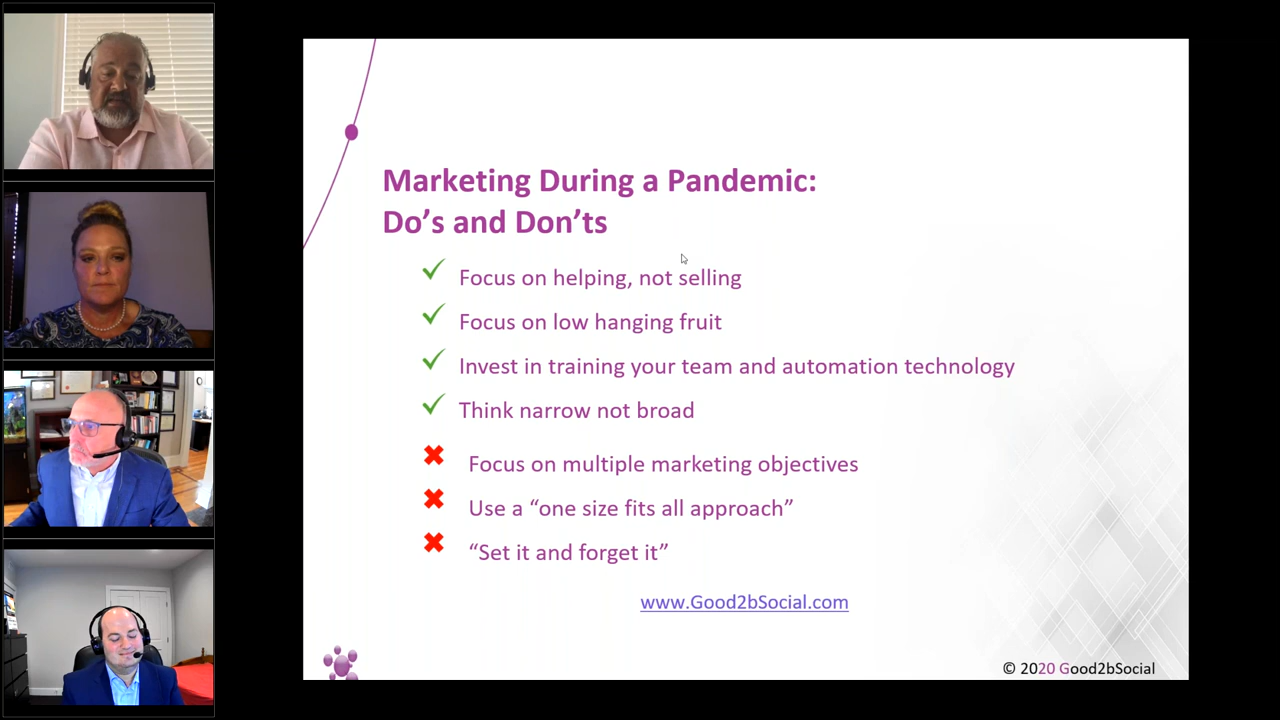 Marketing During a Pandemic:
Do’s and Don’ts
Focus on helping, not selling
Focus on low hanging fruit
Invest in training your team and automation technology
Think narrow not broad
Focus on multiple marketing objectives
Use a “one size fits all approach”
“Set it and forget it”
www.Good2bSocial.com
© 2020 Good2bSocial